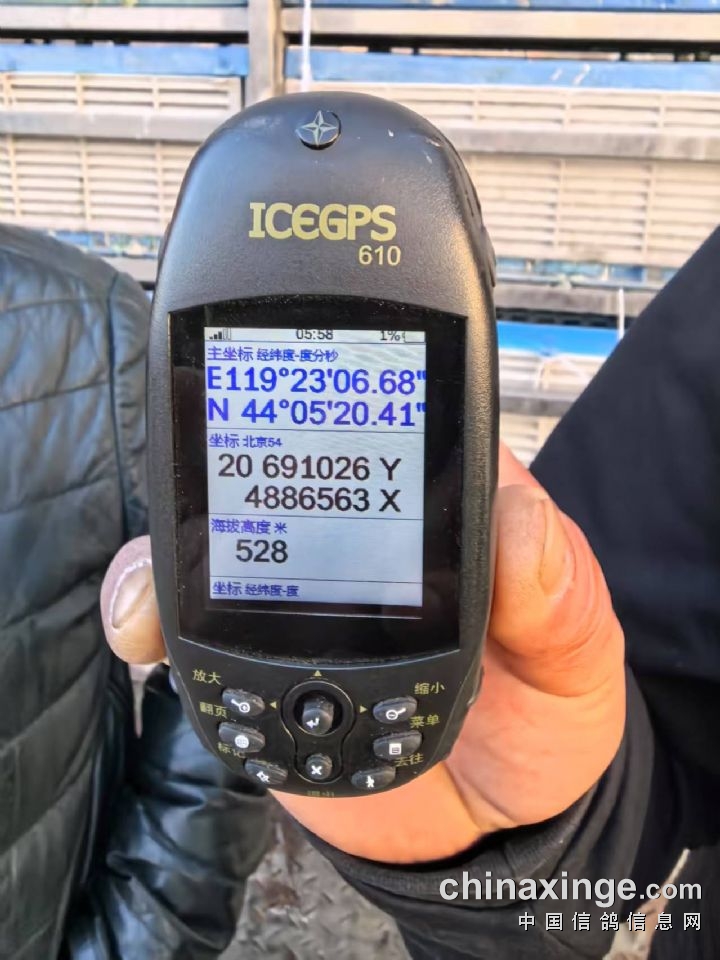 ICEGPS
610
05:58 1%
主坐标 经纬度-度分秒
E119°23'06.68"
N 44°05'20.41"
坐标 北京54
20 691026 Y
4886563 X
海拔高度 米
528
坐标 经纬度-度
放大
缩小
翻页
菜单
标记
去往
chinaxinge.com
中国信鸽信息网